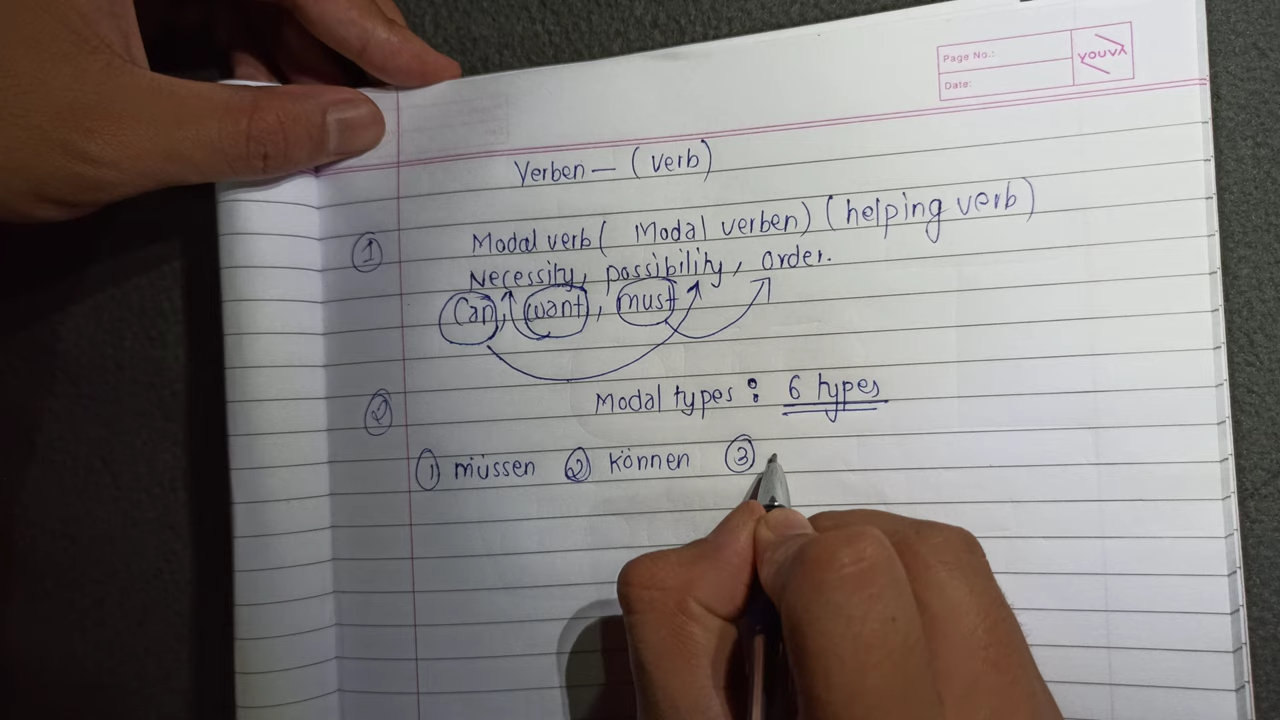 Page No.:
Date:
YOUVA
Verben — (verb)
① Modal verb ( Modal verben) (helping verb)
Necessity, possibility, order.
Can, want, must
② Modal types : 6 types
① müssen ② können ③